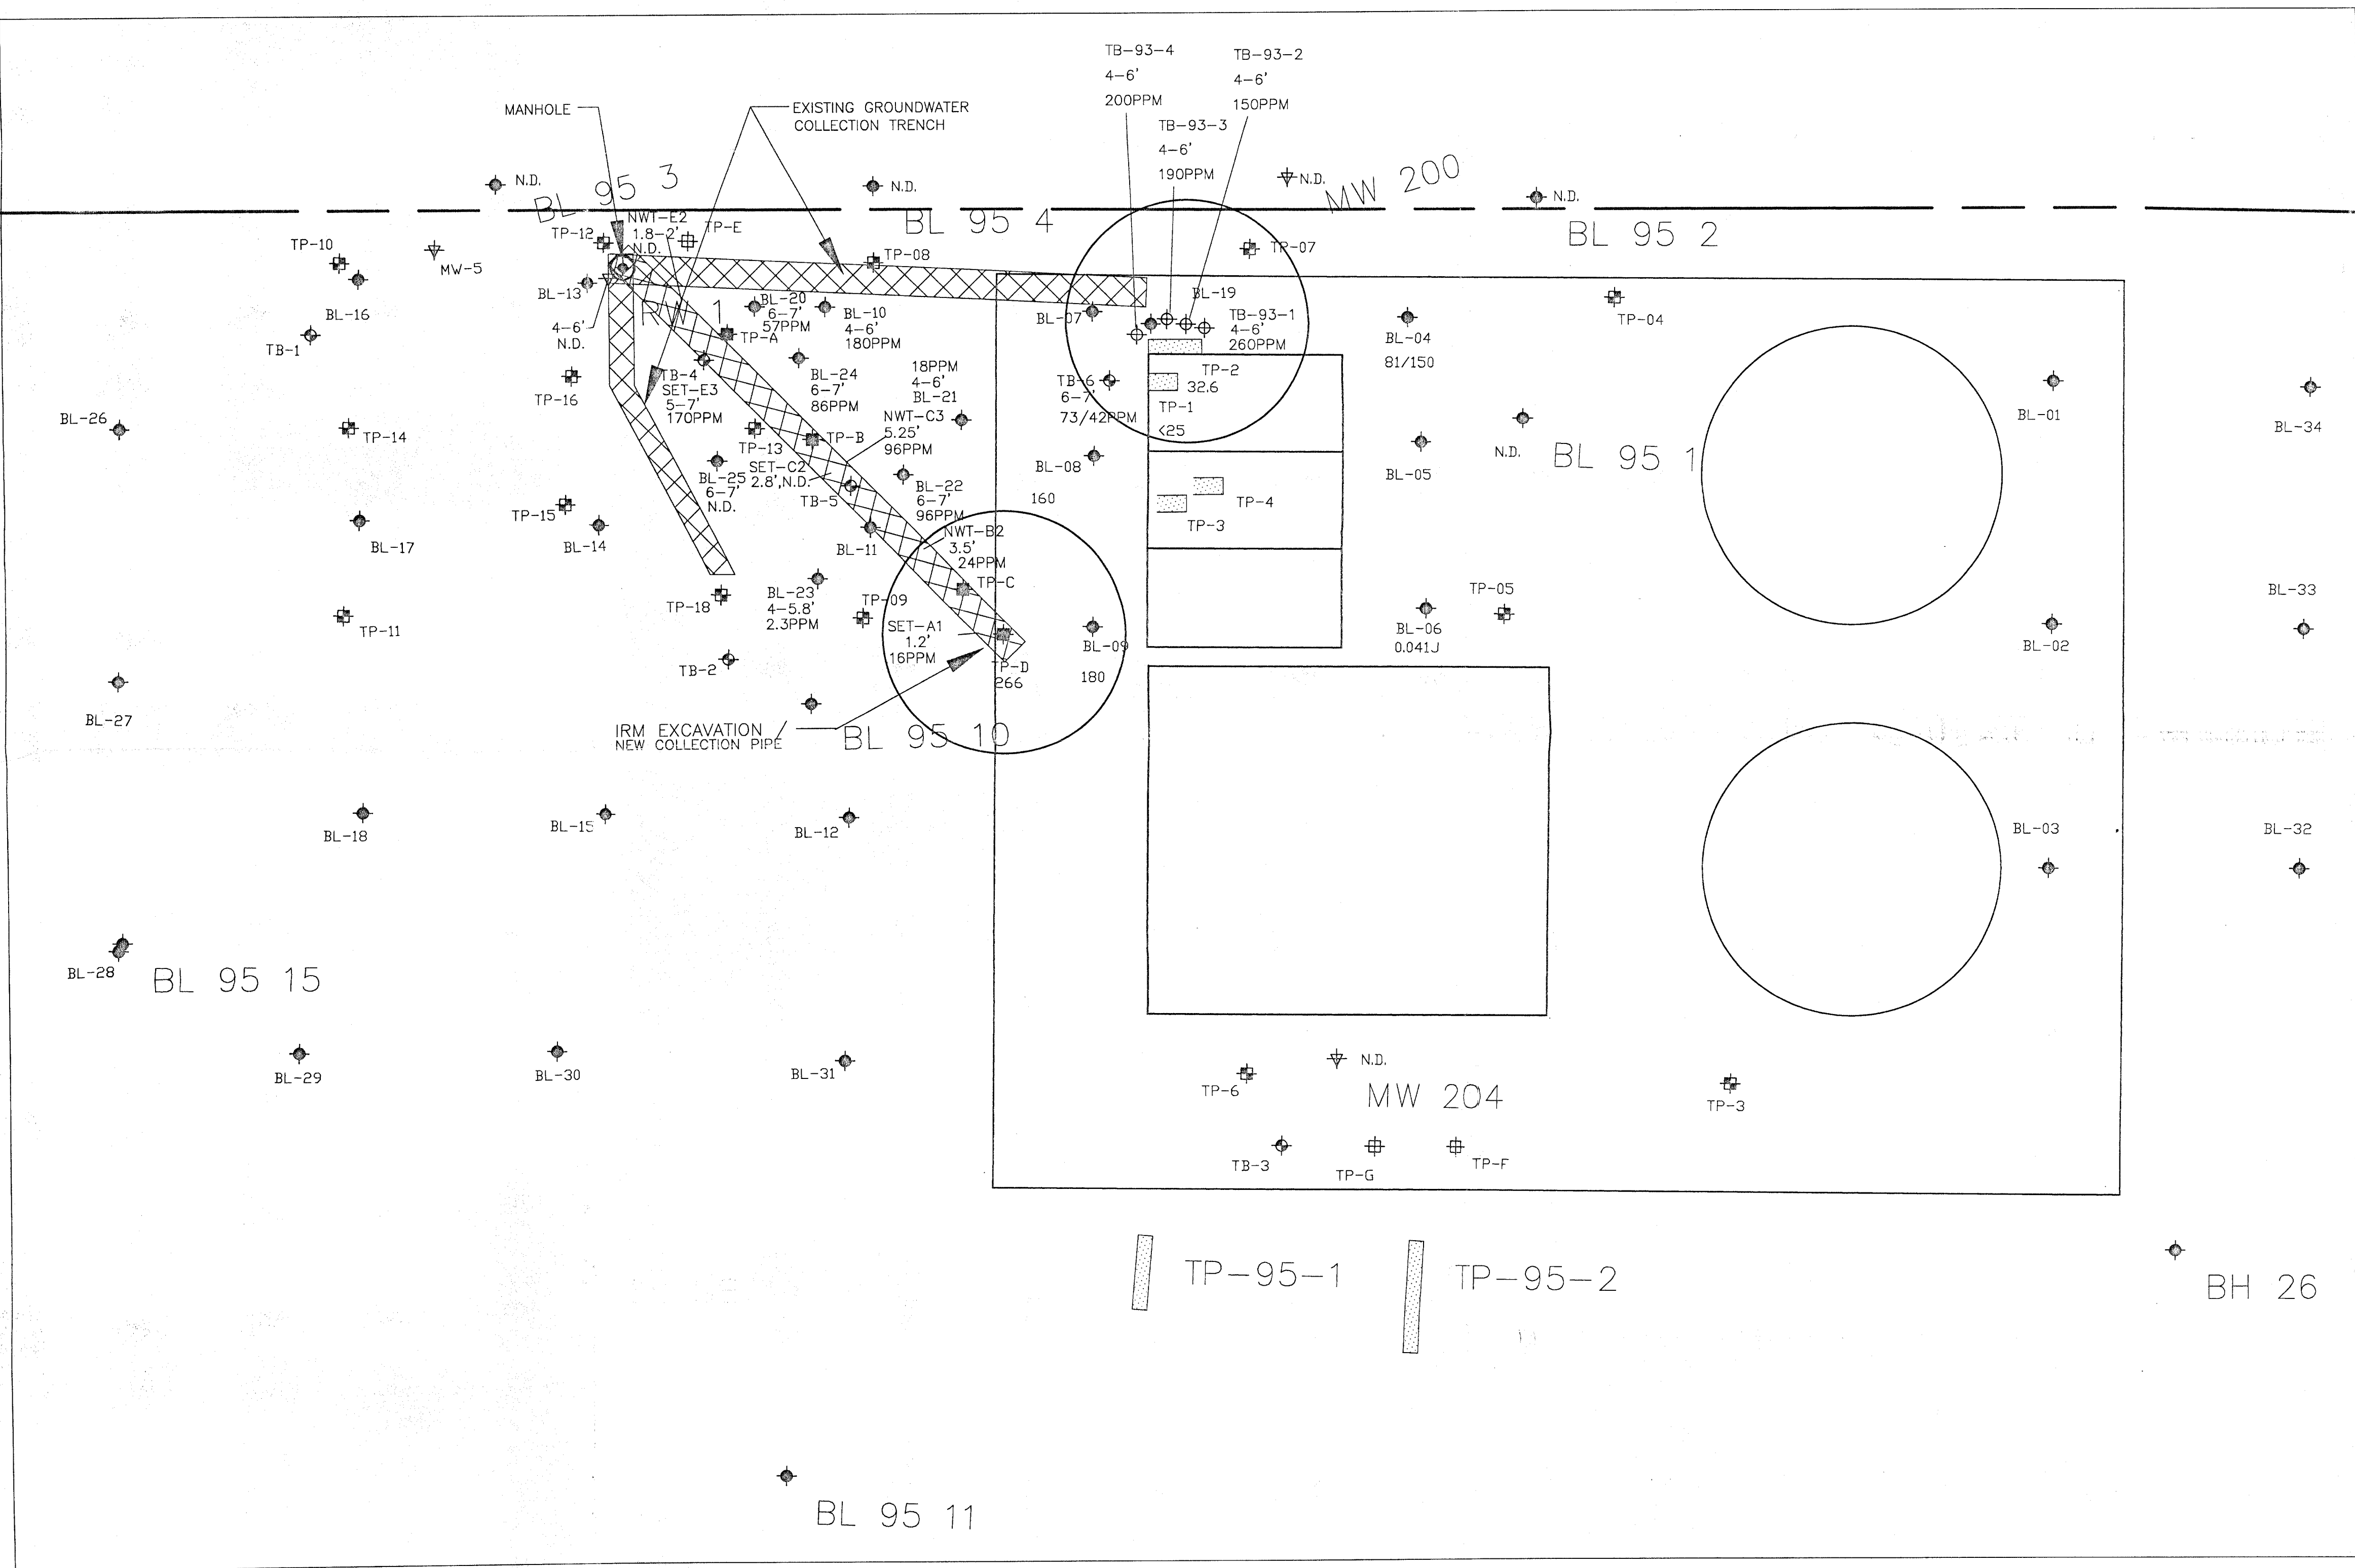 TB-93-4
4-6'
200PPM
TB-93-2
4-6'
150PPM
TB-93-3
4-6'
190PPM
MANHOLE
EXISTING GROUNDWATER
COLLECTION TRENCH
N.D.
BL 95 3
N.D.
BL 95 4
N.D.
MW 200
N.D.
BL 95 2
TP-10
MW-5
TP-12
NWT-E2
1.8-2'
N.D.
TP-E
TP-08
TP-07
BL-16
BL-13
TB-1
4-6'
N.D.
1
BL-20
6-7'
57PPM
TP-A
BL-10
4-6'
180PPM
BL-07
BL-19
TB-93-1
4-6'
260PPM
BL-04
81/150
TP-04
TP-16
TB-4
SET-E3
5-7'
170PPM
BL-24
6-7'
86PPM
18PPM
4-6'
BL-21
TB-6
6-7'
73/42PPM
TP-2
32.6
TP-1
<25
BL-26
TP-14
TP-13
TP-B
NWT-C3
5.25'
96PPM
BL-01
BL-34
BL-25
6-7'
N.D.
SET-C2
2.8',N.D.
TB-5
BL-22
6-7'
96PPM
BL-08
160
BL-05
N.D.
BL 95 1
TP-4
TP-3
TP-15
BL-14
BL-17
BL-11
NWT-B2
3.5'
24PPM
TP-C
TP-18
BL-23
4-5.8'
2.3PPM
TP-09
SET-A1
1.2'
16PPM
TP-D
266
BL-09
180
BL-06
0.041J
TP-05
BL-33
BL-02
TP-11
TB-2
BL-27
IRM EXCAVATION
NEW COLLECTION PIPE
BL 95 10
BL-18
BL-15
BL-12
BL-03
BL-32
BL-28
BL 95 15
BL-29
BL-30
BL-31
TP-6
N.D.
MW 204
TP-3
TB-3
TP-G
TP-F
TP-95-1
TP-95-2
BH 26
BL 95 11